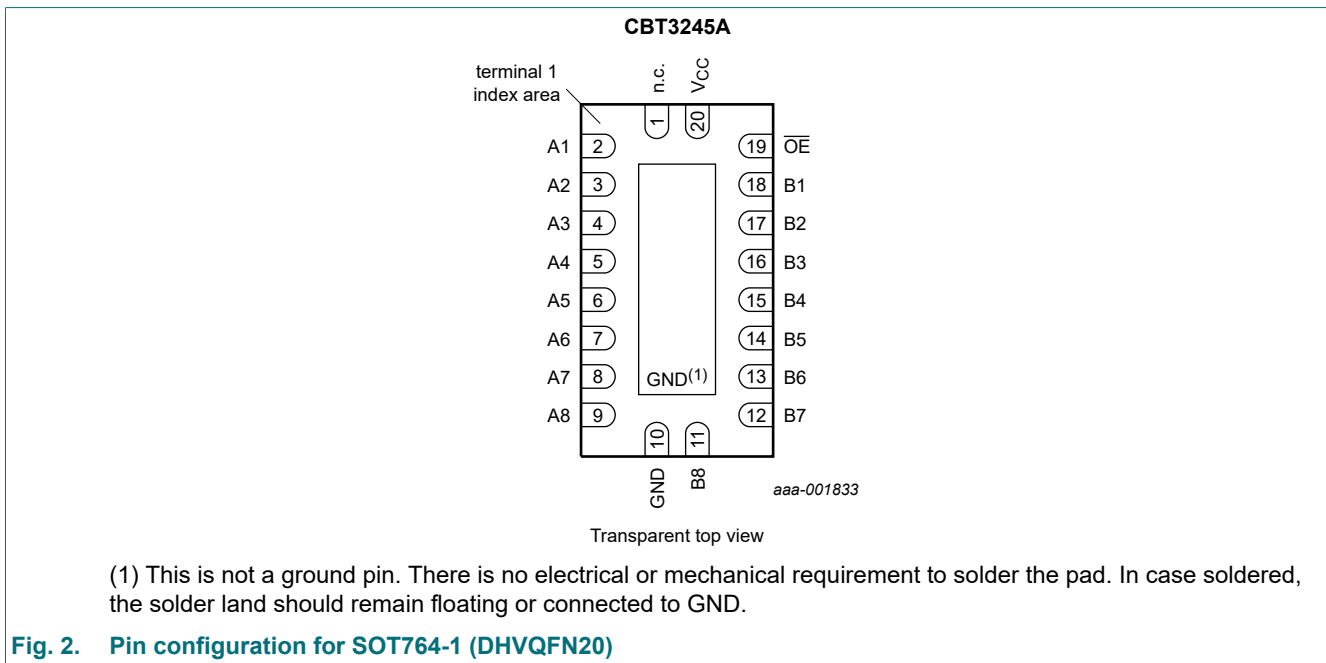 CBT3245A
terminal 1
index area
n.c.
VCC
1
20
A1 2 19 OE
A2 3 18 B1
A3 4 17 B2
A4 5 16 B3
A5 6 15 B4
A6 7 14 B5
A7 8 GND(1) 13 B6
A8 9 12 B7
10
11
GND
B8
aaa-001833
Transparent top view
(1) This is not a ground pin. There is no electrical or mechanical requirement to solder the pad. In case soldered,
the solder land should remain floating or connected to GND.
Fig. 2. Pin configuration for SOT764-1 (DHVQFN20)